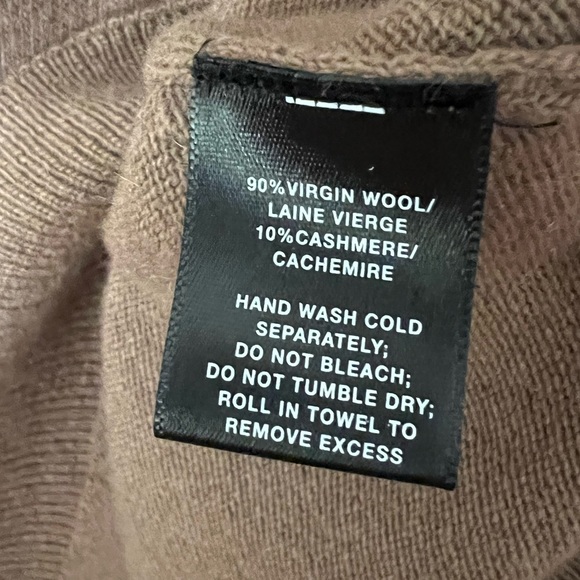 90%VIRGIN WOOL/
LAINE VIERGE
10%CASHMERE/
CACHEMIRE
HAND WASH COLD
SEPARATELY;
DO NOT BLEACH;
DO NOT TUMBLE DRY;
ROLL IN TOWEL TO
REMOVE EXCESS